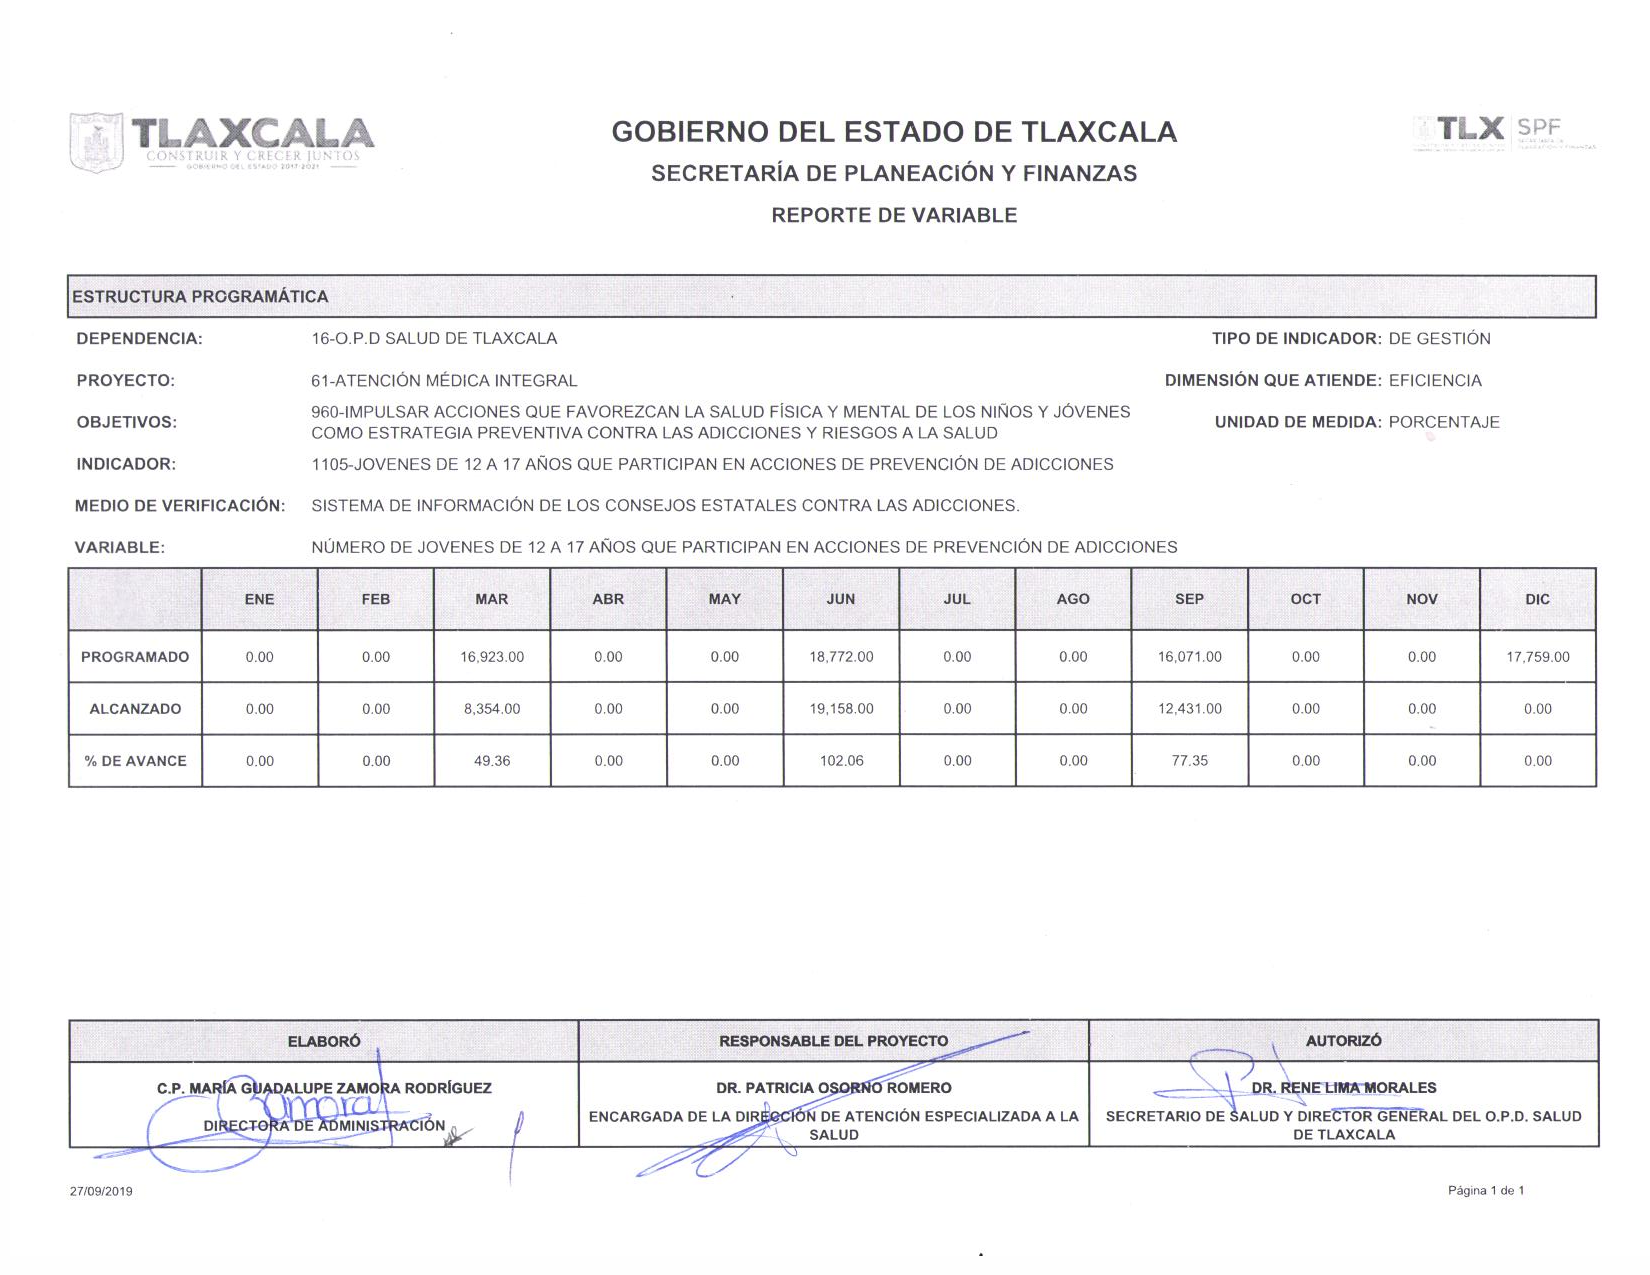 TLAXCALA
CONSTRUIR Y CRECER JUNTOS
GOBIERNO DEL ESTADO 2017-2021
GOBIERNO DEL ESTADO DE TLAXCALA
SECRETARÍA DE PLANEACIÓN Y FINANZAS
REPORTE DE VARIABLE
TLX SPF
ESTRUCTURA PROGRAMÁTICA
DEPENDENCIA: 16-O.P.D SALUD DE TLAXCALA TIPO DE INDICADOR: DE GESTIÓN
PROYECTO: 61-ATENCIÓN MÉDICA INTEGRAL DIMENSIÓN QUE ATIENDE: EFICIENCIA
OBJETIVOS: 960-IMPULSAR ACCIONES QUE FAVOREZCAN LA SALUD FÍSICA Y MENTAL DE LOS NIÑOS Y JÓVENES
COMO ESTRATEGIA PREVENTIVA CONTRA LAS ADICCIONES Y RIESGOS A LA SALUD
UNIDAD DE MEDIDA: PORCENTAJE
INDICADOR: 1105-JOVENES DE 12 A 17 AÑOS QUE PARTICIPAN EN ACCIONES DE PREVENCIÓN DE ADICCIONES
MEDIO DE VERIFICACIÓN: SISTEMA DE INFORMACIÓN DE LOS CONSEJOS ESTATALES CONTRA LAS ADICCIONES.
VARIABLE: NÚMERO DE JOVENES DE 12 A 17 AÑOS QUE PARTICIPAN EN ACCIONES DE PREVENCIÓN DE ADICCIONES
ENE FEB MAR ABR MAY JUN JUL AGO SEP OCT NOV DIC
PROGRAMADO 0.00 0.00 16,923.00 0.00 0.00 18,772.00 0.00 0.00 16,071.00 0.00 0.00 17,759.00
ALCANZADO 0.00 0.00 8,354.00 0.00 0.00 19,158.00 0.00 0.00 12,431.00 0.00 0.00 0.00
% DE AVANCE 0.00 0.00 49.36 0.00 0.00 102.06 0.00 0.00 77.35 0.00 0.00 0.00
ELABORÓ RESPONSABLE DEL PROYECTO AUTORIZÓ
C.P. MARÍA GUADALUPE ZAMORA RODRÍGUEZ
Zamora
DIRECTORA DE ADMINISTRACIÓN
DR. PATRICIA OSORNO ROMERO
ENCARGADA DE LA DIRECCIÓN DE ATENCIÓN ESPECIALIZADA A LA
SALUD
DR. RENE LIMA MORALES
SECRETARIO DE SALUD Y DIRECTOR GENERAL DEL O.P.D. SALUD
DE TLAXCALA
27/09/2019 Página 1 de 1